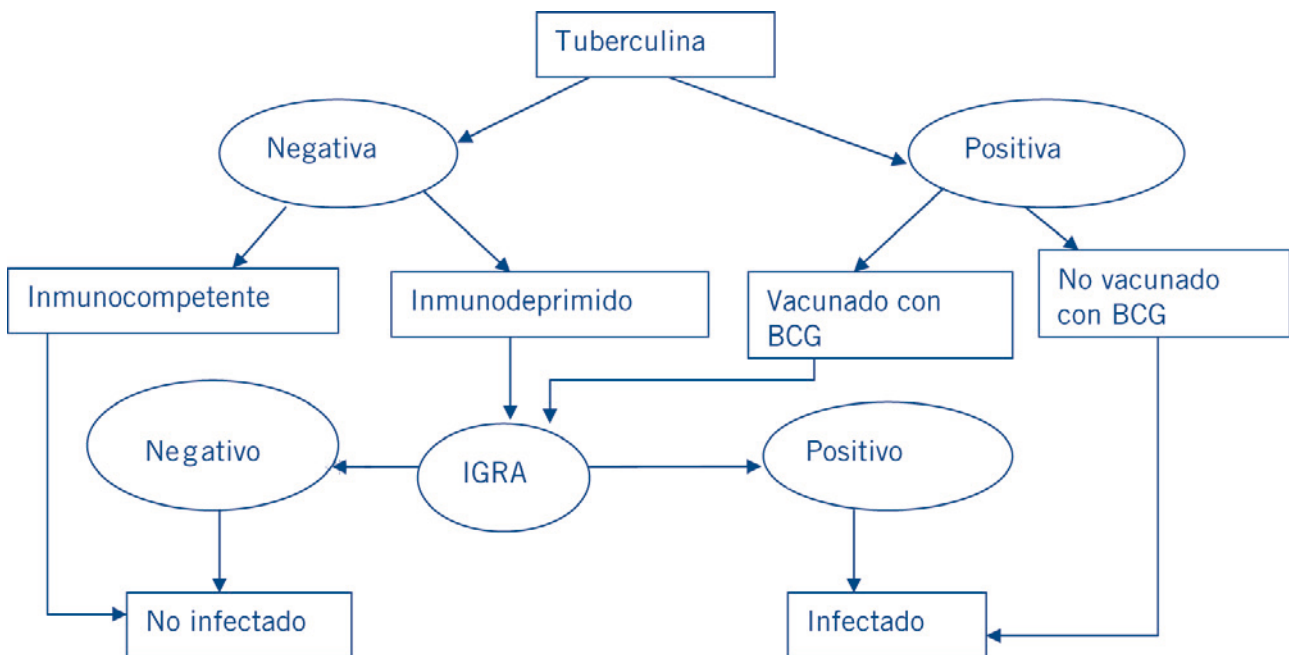 Tuberculina
Negativa
Positiva
Inmunocompetente
Inmunodeprimido
Vacunado con
BCG
No vacunado
con BCG
Negativo
IGRA
Positivo
No infectado
Infectado